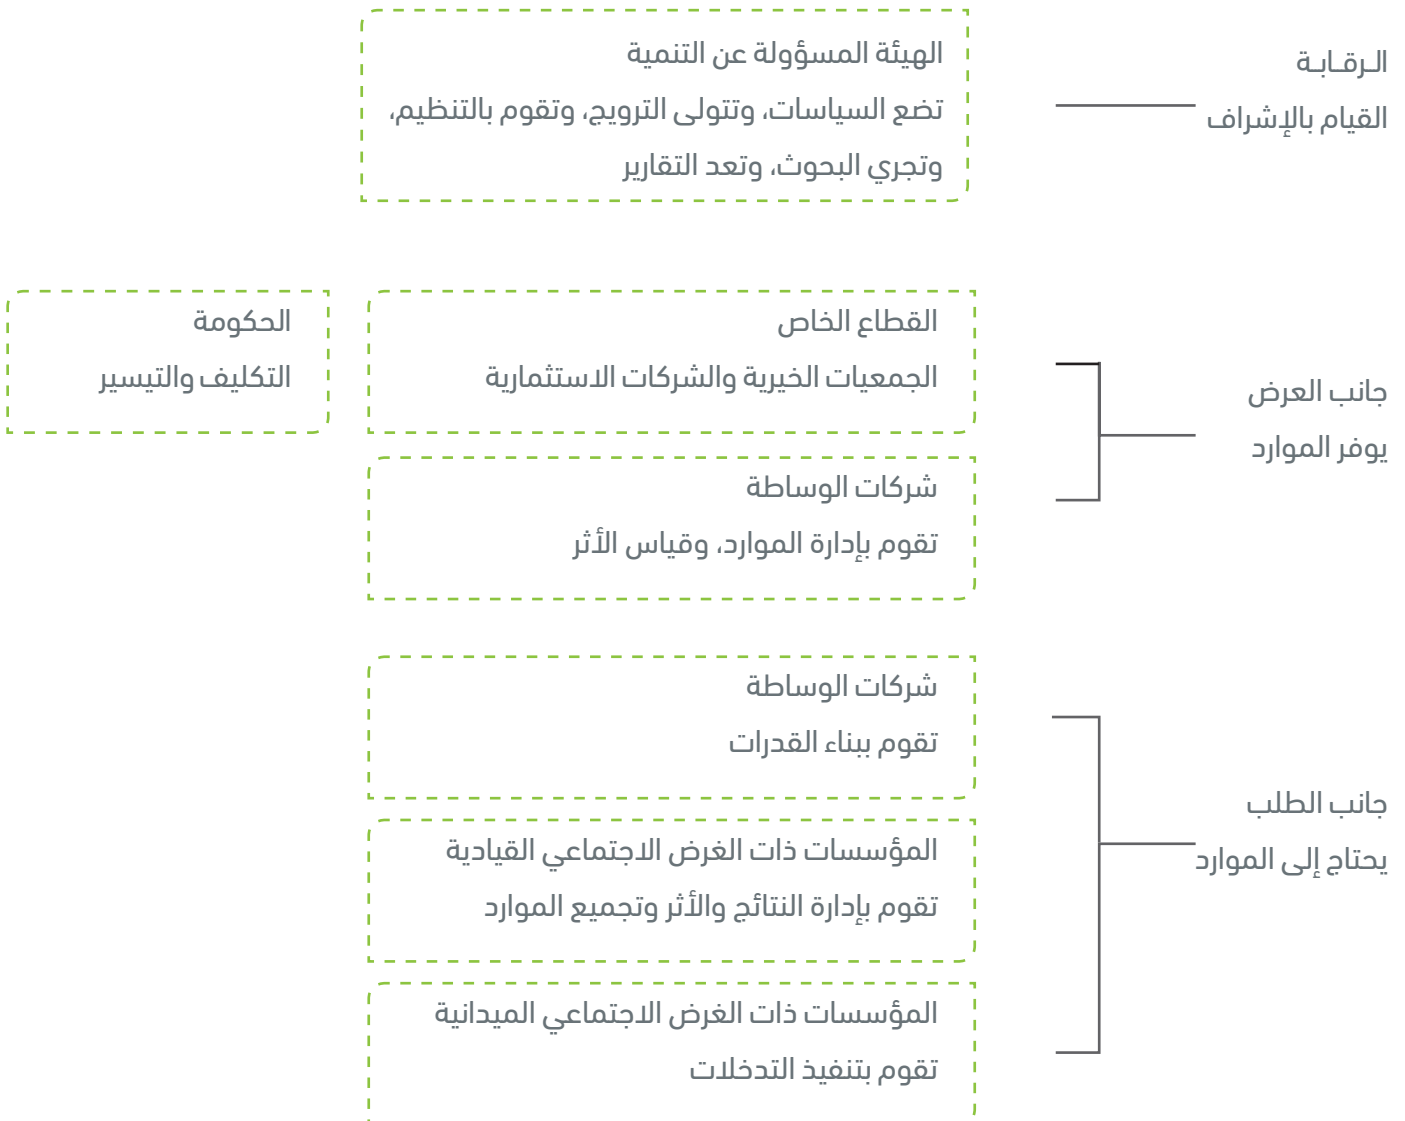 الـرقـابـة
القيام بالإشراف
الهيئة المسؤولة عن التنمية
تضع السياسات، وتتولى الترويج، وتقوم بالتنظيم،
وتجري البحوث، وتعد التقارير
جانب العرض
يوفر الموارد
القطاع الخاص
الجمعيات الخيرية والشركات الاستثمارية
الحكومة
التكليف والتيسير
شركات الوساطة
تقوم بإدارة الموارد، وقياس الأثر
جانب الطلب
يحتاج إلى الموارد
شركات الوساطة
تقوم ببناء القدرات
المؤسسات ذات الغرض الاجتماعي القيادية
تقوم بإدارة النتائج والأثر وتجميع الموارد
المؤسسات ذات الغرض الاجتماعي الميدانية
تقوم بتنفيذ التدخلات